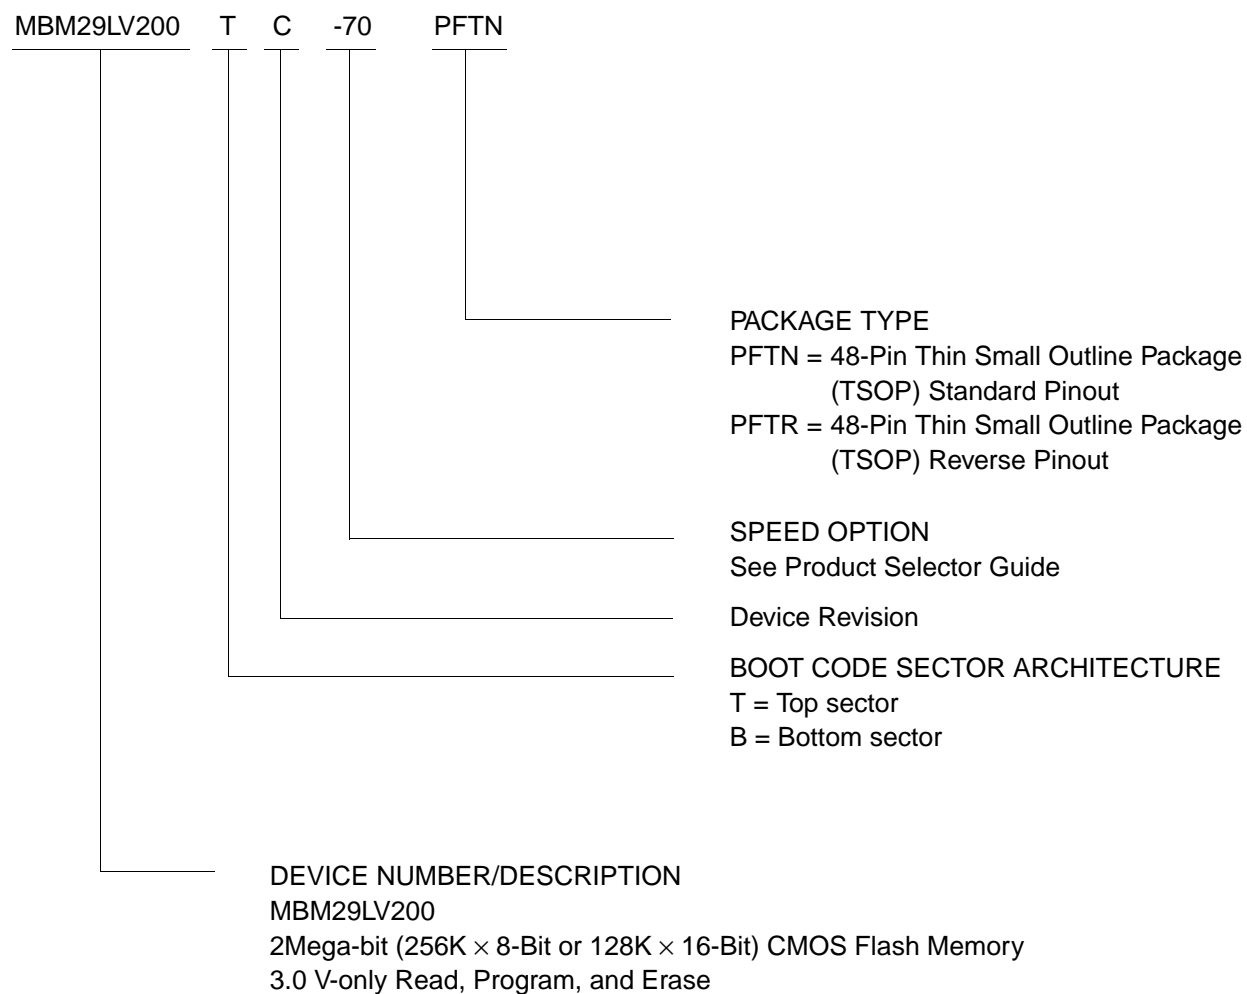 MBM29LV200 T C -70 PFTN
PACKAGE TYPE
PFTN = 48-Pin Thin Small Outline Package
(TSOP) Standard Pinout
PFTR = 48-Pin Thin Small Outline Package
(TSOP) Reverse Pinout
SPEED OPTION
See Product Selector Guide
Device Revision
BOOT CODE SECTOR ARCHITECTURE
T = Top sector
B = Bottom sector
DEVICE NUMBER/DESCRIPTION
MBM29LV200
2Mega-bit (256K × 8-Bit or 128K × 16-Bit) CMOS Flash Memory
3.0 V-only Read, Program, and Erase